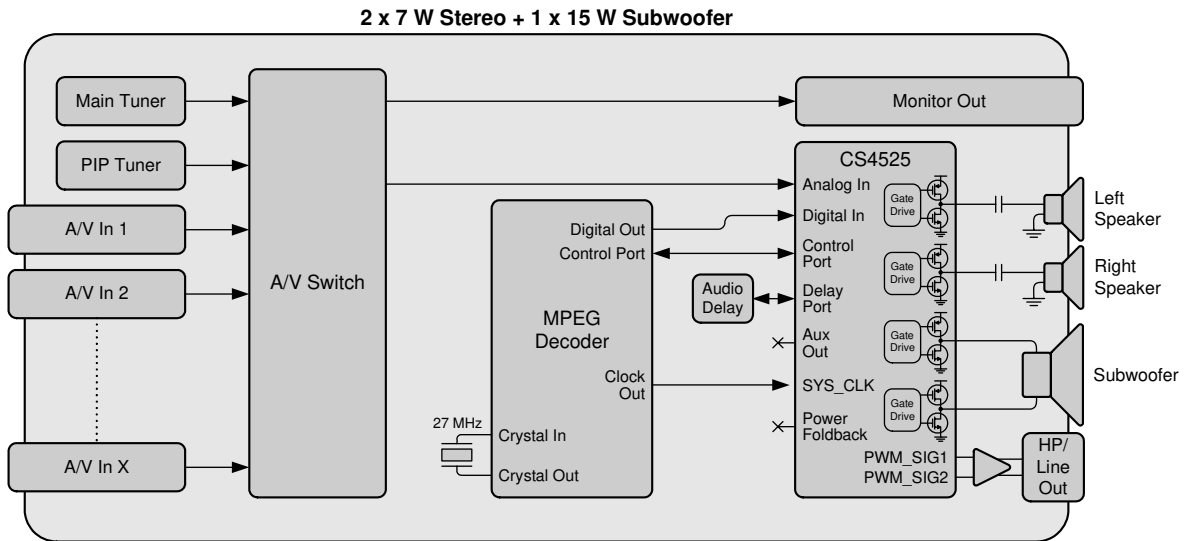 2 x 7 W Stereo + 1 x 15 W Subwoofer
Main Tuner
PIP Tuner
A/V In 1
A/V In 2
A/V In X
A/V Switch
Monitor Out
MPEG
Decoder
Digital Out
Control Port
Clock
Out
27 MHz
Crystal In
Crystal Out
Audio
Delay
CS4525
Analog In
Digital In
Control
Port
Delay
Port
Aux
Out
SYS_CLK
Power
Foldback
PWM_SIG1
PWM_SIG2
Gate
Drive
Gate
Drive
Gate
Drive
Gate
Drive
Left
Speaker
Right
Speaker
Subwoofer
HP/
Line
Out